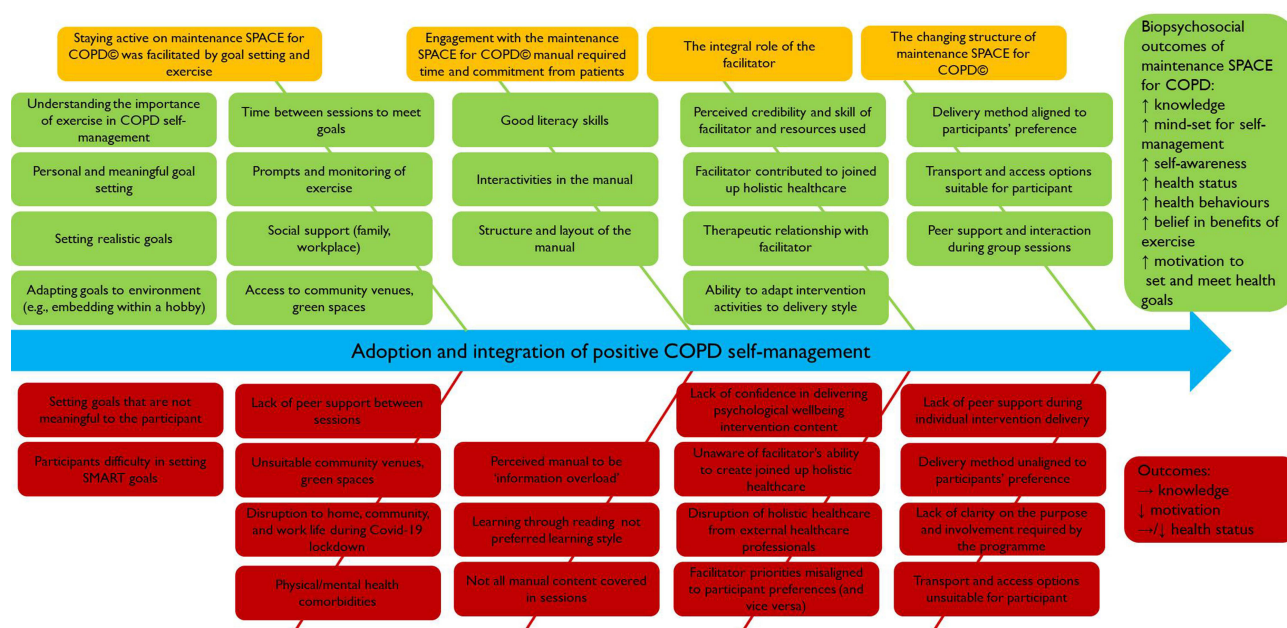 Staying active on maintenance SPACE for
COPD© was facilitated by goal setting and
exercise
Engagement with the maintenance
SPACE for COPD© manual required
time and commitment from patients
The integral role of the
facilitator
The changing structure of
maintenance SPACE for
COPD©
Biopsychosocial
outcomes of
maintenance SPACE
for COPD:
↑ knowledge
↑ mind-set for self-
management
↑ self-awareness
↑ health status
↑ health behaviours
↑ belief in benefits of
exercise
↑ motivation to
set and meet health
goals
Understanding the importance
of exercise in COPD self-
management
Personal and meaningful goal
setting
Setting realistic goals
Adapting goals to environment
(e.g., embedding within a hobby)
Time between sessions to meet
goals
Prompts and monitoring of
exercise
Social support (family,
workplace)
Access to community venues,
green spaces
Good literacy skills
Interactivities in the manual
Structure and layout of the
manual
Perceived credibility and skill of
facilitator and resources used
Facilitator contributed to joined
up holistic healthcare
Therapeutic relationship with
facilitator
Ability to adapt intervention
activities to delivery style
Delivery method aligned to
participants' preference
Transport and access options
suitable for participant
Peer support and interaction
during group sessions
Adoption and integration of positive COPD self-management
Setting goals that are not
meaningful to the participant
Participants difficulty in setting
SMART goals
Lack of peer support between
sessions
Unsuitable community venues,
green spaces
Disruption to home, community,
and work life during Covid-19
lockdown
Physical/mental health
comorbidities
Perceived manual to be
'information overload'
Learning through reading not
preferred learning style
Not all manual content covered
in sessions
Lack of confidence in delivering
psychological wellbeing
intervention content
Unaware of facilitator's ability
to create joined up holistic
healthcare
Disruption of holistic healthcare
from external healthcare
professionals
Facilitator priorities misaligned
to participant preferences (and
vice versa)
Lack of peer support during
individual intervention delivery
Delivery method unaligned to
participants' preference
Lack of clarity on the purpose
and involvement required by
the programme
Transport and access options
unsuitable for participant
Outcomes:
→ knowledge
↓ motivation
→/↓ health status